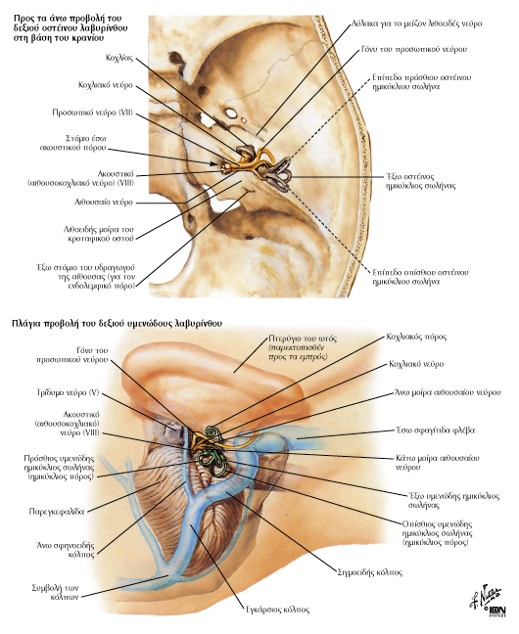 Προς τα άνω προβολή του
δεξιού οστέινου λαβυρίνθου
στη βάση του κρανίου
Κοχλίας
Κοχλιακό νεύρο
Προσωπικό νεύρο (VII)
Στόμιο έσω
ακουστικού πόρου
Ακουστικό
(αιθουσοκοχλιακό νεύρο) (VIII)
Αιθουσαίο νεύρο
Λιθοειδής μοίρα του
κροταφικού οστού
Έξω στόμιο του υδραγωγού
της αίθουσας (για τον
ενδολεμφικό πόρο)
Αύλακα για το μείζον λιθοειδές νεύρο
Γόνυ του προσωπικού νεύρου
Επίπεδο πρόσθιου οστέινου
ημικύκλιου σωλήνα
Έξω οστέινος
ημικύκλιος σωλήνας
Επίπεδο οπίσθιου οστέινου
ημικύκλιου σωλήνα
Πλάγια προβολή του δεξιού υμενώδους λαβυρίνθου
Γόνυ του
προσωπικού νεύρου
Τρίδυμο νεύρο (V)
Ακουστικό
(αιθουσοκοχλιακό)
νεύρο (VIII)
Πρόσθιος υμενώδης
ημικύκλιος σωλήνας
(ημικύκλιος πόρος)
Παρεγκεφαλίδα
Άνω σφηνοειδής
κόλπος
Συμβολή των
κόλπων
Πτερύγιο του ωτός
(παρεκτοπισθέν
προς τα εμπρός)
Κοχλιακός πόρος
Κοχλιακό νεύρο
Άνω μοίρα αιθουσαίου νεύρου
Έσω σφαγίτιδα φλέβα
Κάτω μοίρα αιθουσαίου
νεύρου
Έξω υμενώδης ημικύκλιος
σωλήνας
Οπίσθιος υμενώδης
ημικύκλιος σωλήνας
(ημικύκλιος πόρος)
Σιγμοειδής κόλπος
Εγκάρσιος κόλπος